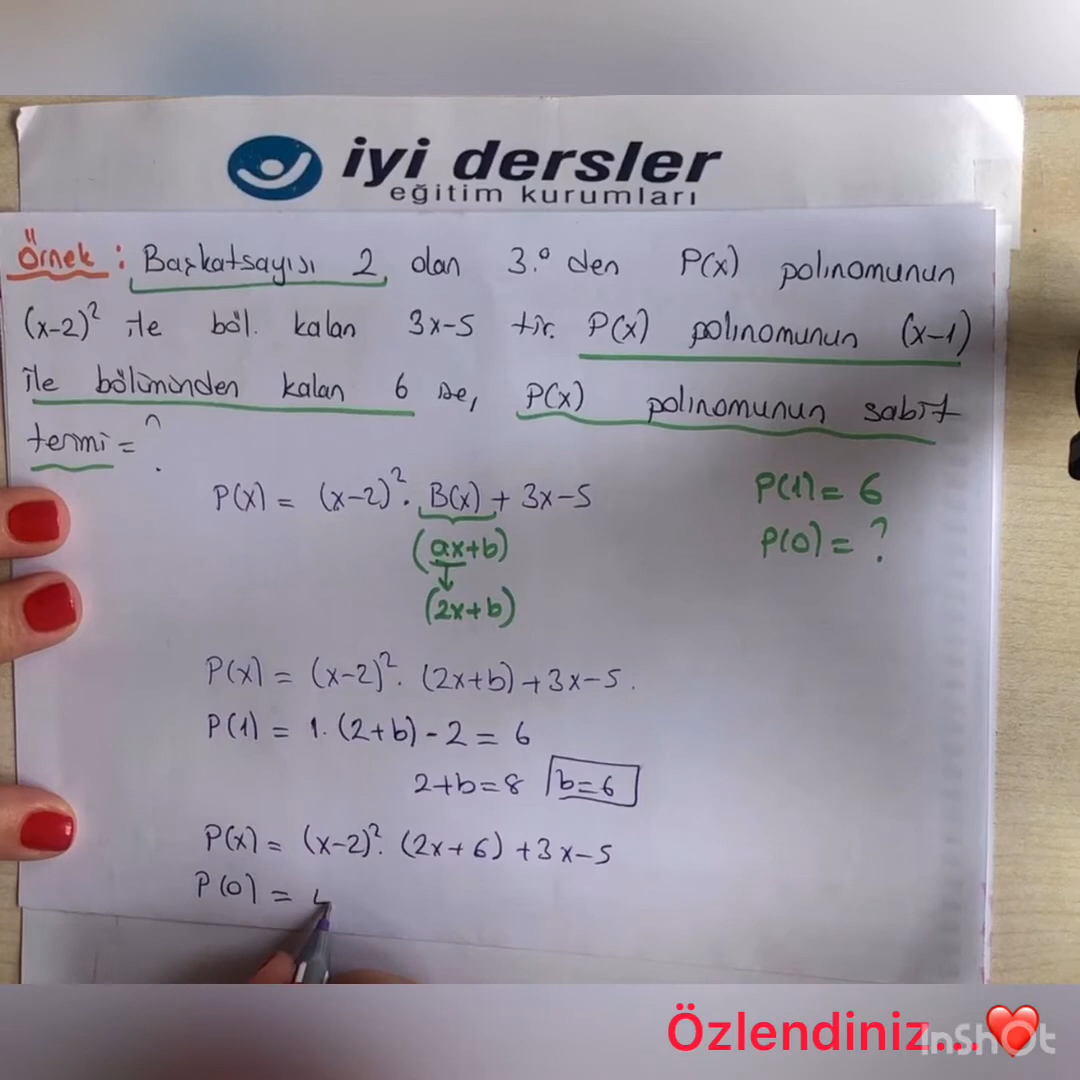 iyi dersler
eğitim kurumları
Örnek : Başkatsayısı 2 olan 3.° den P(x) polinomunun
(x-2)² ile böl. kalan 3x-5 tir. P(x) polinomunun (x-1)
ile bölümünden kalan 6 ise, P(x) polinomunun sabit
termi = ?
P(x) = (x-2)². B(x) + 3x-5
(ax+b)
(2x+b)
P(1) = 6
P(0) = ?
P(x) = (x-2)². (2x+b) + 3x-5.
P(1) = 1. (2+b) - 2 = 6
2+b=8 b=6
P(x) = (x-2)². (2x+6) + 3x-5
P(0) = 4
Özlendiniz...❤️
InShOt